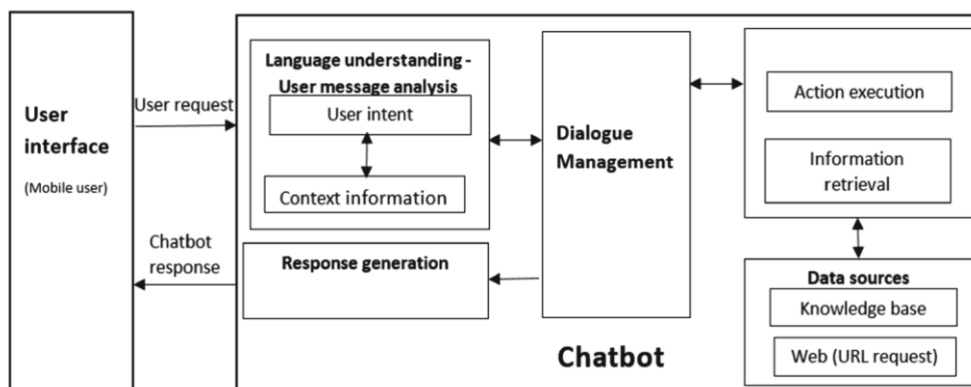 User
interface
(Mobile user)
User request
Chatbot
response
Language understanding -
User message analysis
User intent
Context information
Response generation
Dialogue
Management
Action execution
Information
retrieval
Data sources
Knowledge base
Web (URL request)
Chatbot